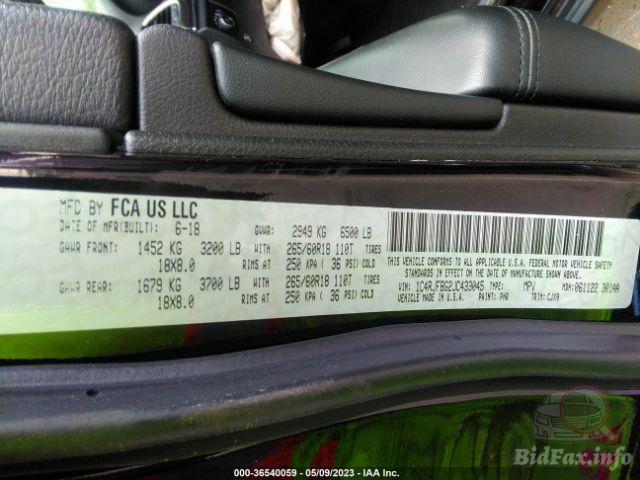 MFD BY FCA US LLC
DATE OF MFR(BUILT): 6-18 GVWR: 2949 KG 6500 LB
GAWR FRONT: 1452 KG 3200 LB WITH 265/60R18 110T TIRES
18X8.0 RIMS AT 250 KPA ( 36 PSI) COLD
GAWR REAR: 1679 KG 3700 LB WITH 265/60R18 110T TIRES
18X8.0 RIMS AT 250 KPA ( 36 PSI) COLD
THIS VEHICLE CONFORMS TO ALL APPLICABLE U.S.A. FEDERAL MOTOR VEHICLE SAFETY
STANDARDS IN EFFECT ON THE DATE OF MANUFACTURE SHOWN ABOVE.
VIN: 1C4RJFBG2JC433045 TYPE: MPV MDH: 061122 301AA
VEHICLE MADE IN U.S.A. PAINT: PHR TRIM: CJX9
000-36540059 - 05/09/2023 - IAA Inc.
BidFax.info